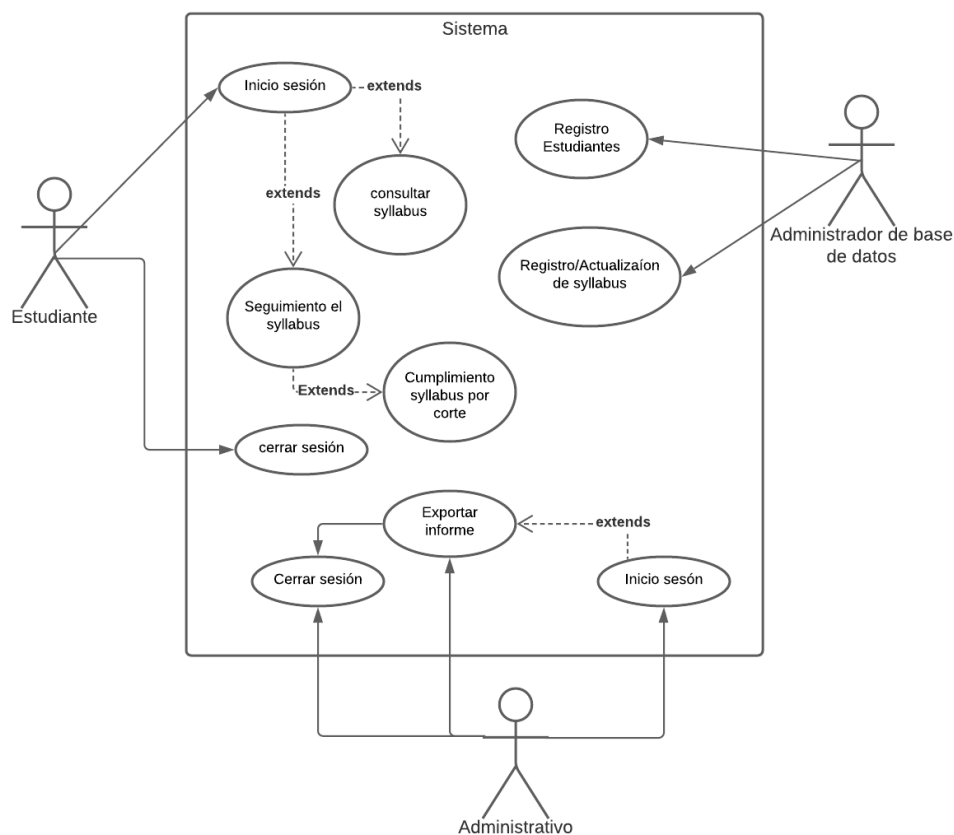 Sistema
Inicio sesión
extends
Registro
Estudiantes
consultar
syllabus
extends
Administrador de base
de datos
Registro/Actualizaíon
de syllabus
Estudiante
Seguimiento el
syllabus
Extends
Cumplimiento
syllabus por
corte
cerrar sesión
Exportar
informe
extends
Cerrar sesión
Inicio sesón
Administrativo